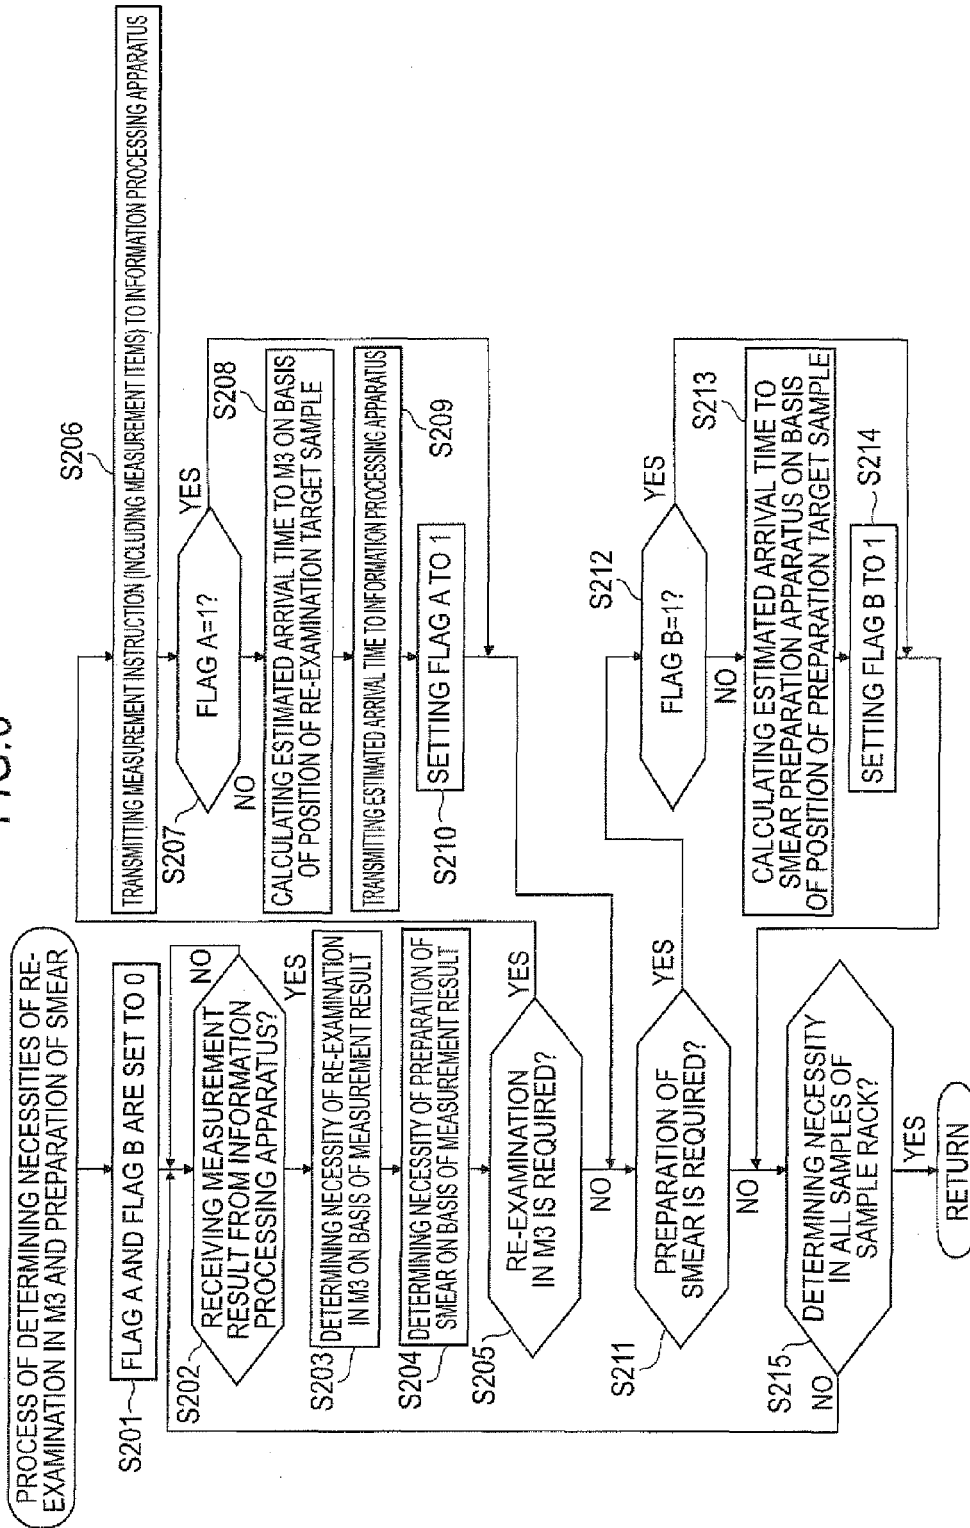 PROCESS OF DETERMINING NECESSITIES OF RE-
EXAMINATION IN M3 AND PREPARATION OF SMEAR
S201
FLAG A AND FLAG B ARE SET TO 0
S202
RECEIVING MEASUREMENT
RESULT FROM INFORMATION
PROCESSING APPARATUS?
NO
YES
S203
DETERMINING NECESSITY OF RE-EXAMINATION
IN M3 ON BASIS OF MEASUREMENT RESULT
S204
DETERMINING NECESSITY OF PREPARATION OF
SMEAR ON BASIS OF MEASUREMENT RESULT
S205
RE-EXAMINATION
IN M3 IS REQUIRED?
YES
NO
S206
TRANSMITTING MEASUREMENT INSTRUCTION (INCLUDING MEASUREMENT ITEMS) TO INFORMATION PROCESSING APPARATUS
S207
FLAG A=1?
YES
NO
S208
CALCULATING ESTIMATED ARRIVAL TIME TO M3 ON BASIS
OF POSITION OF RE-EXAMINATION TARGET SAMPLE
TRANSMITTING ESTIMATED ARRIVAL TIME TO INFORMATION PROCESSING APPARATUS
S209
S210
SETTING FLAG A TO 1
S211
PREPARATION OF
SMEAR IS REQUIRED?
YES
NO
S212
FLAG B=1?
YES
NO
S213
CALCULATING ESTIMATED ARRIVAL TIME TO
SMEAR PREPARATION APPARATUS ON BASIS
OF POSITION OF PREPARATION TARGET SAMPLE
SETTING FLAG B TO 1
S214
S215
DETERMINING NECESSITY
IN ALL SAMPLES OF
SAMPLE RACK?
NO
YES
RETURN